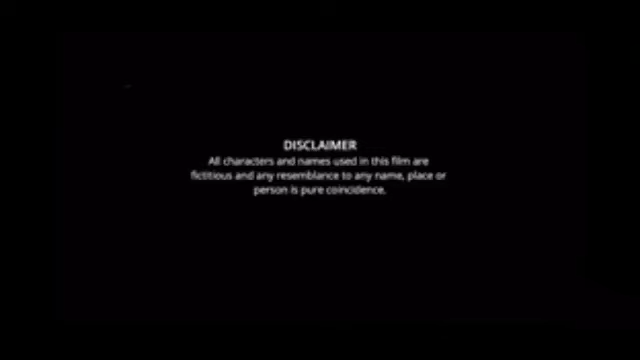 DISCLAIMER
All characters and names used in this film are
fictitious and any resemblance to any name, place or
person is pure coincidence.